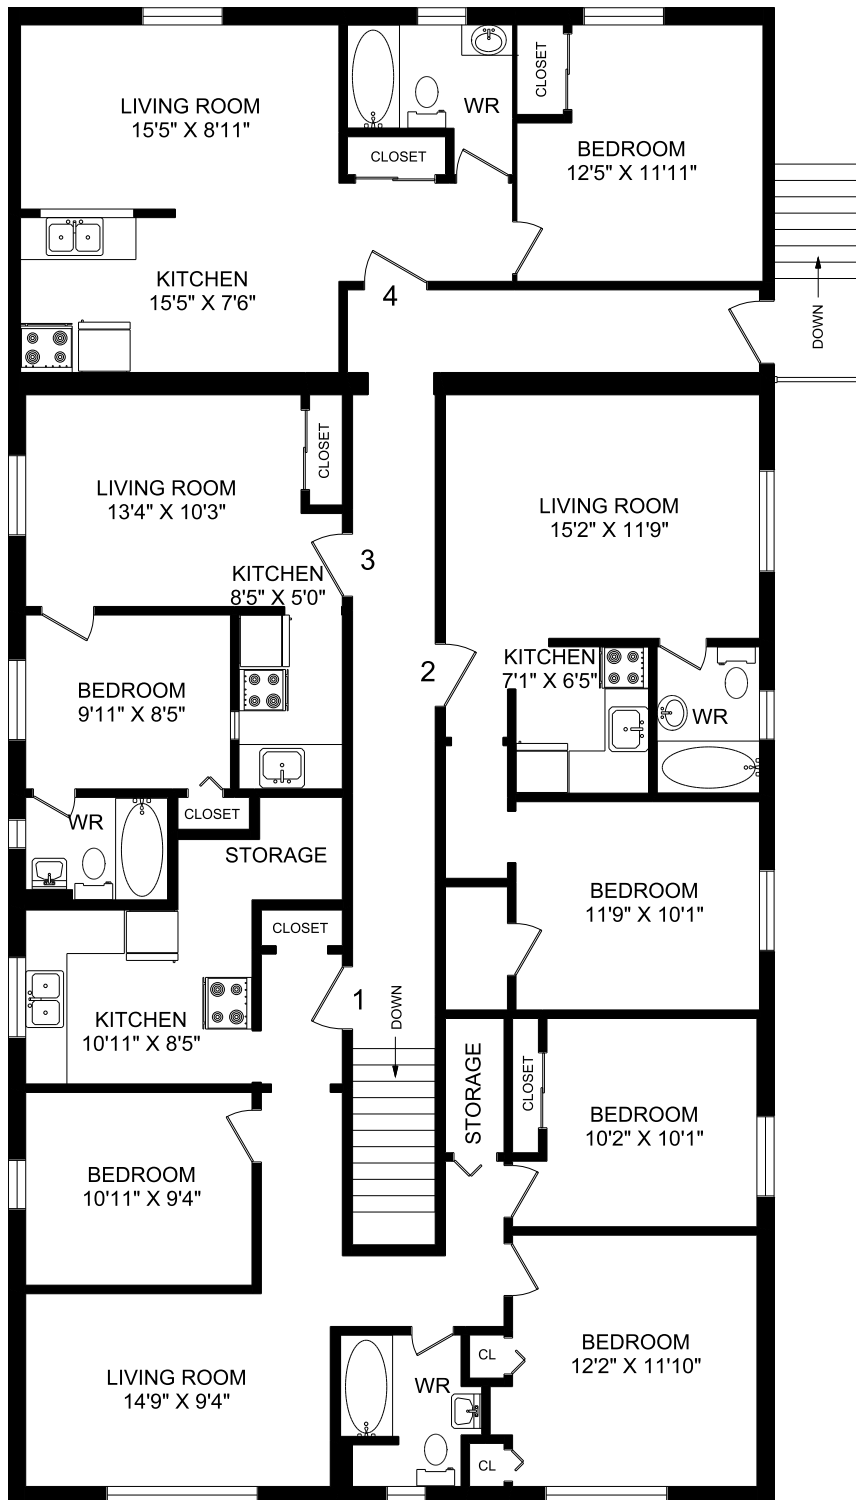 LIVING ROOM
15'5" X 8'11"
CLOSET
WR
CLOSET
BEDROOM
12'5" X 11'11"
KITCHEN
15'5" X 7'6"
4
DOWN
LIVING ROOM
13'4" X 10'3"
CLOSET
3
KITCHEN
8'5" X 5'0"
LIVING ROOM
15'2" X 11'9"
BEDROOM
9'11" X 8'5"
2
KITCHEN
7'1" X 6'5"
WR
WR
CLOSET
STORAGE
BEDROOM
11'9" X 10'1"
CLOSET
1
DOWN
KITCHEN
10'11" X 8'5"
STORAGE
CLOSET
BEDROOM
10'2" X 10'1"
BEDROOM
10'11" X 9'4"
BEDROOM
12'2" X 11'10"
CL
LIVING ROOM
14'9" X 9'4"
WR
CL